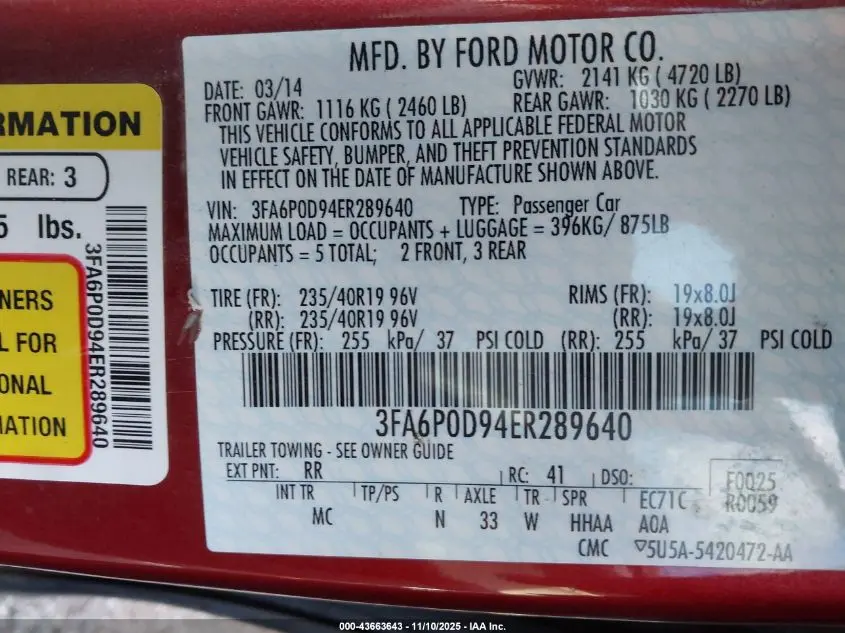 RMATION
REAR: 3
5 lbs.
NERS
L FOR
ONAL
MATION
3FA6P0D94ER289640
MFD. BY FORD MOTOR CO.
DATE: 03/14 GVWR: 2141 KG ( 4720 LB)
FRONT GAWR: 1116 KG ( 2460 LB) REAR GAWR: 1030 KG ( 2270 LB)
THIS VEHICLE CONFORMS TO ALL APPLICABLE FEDERAL MOTOR
VEHICLE SAFETY, BUMPER, AND THEFT PREVENTION STANDARDS
IN EFFECT ON THE DATE OF MANUFACTURE SHOWN ABOVE.
VIN: 3FA6P0D94ER289640 TYPE: Passenger Car
MAXIMUM LOAD = OCCUPANTS + LUGGAGE = 396KG/ 875LB
OCCUPANTS = 5 TOTAL; 2 FRONT, 3 REAR
TIRE (FR): 235/40R19 96V RIMS (FR): 19x8.0J
(RR): 235/40R19 96V (RR): 19x8.0J
PRESSURE (FR): 255 kPa/ 37 PSI COLD (RR): 255 kPa/ 37 PSI COLD
3FA6P0D94ER289640
TRAILER TOWING - SEE OWNER GUIDE
EXT PNT: RR RC: 41 DSO: F0025
INT TR TP/PS R AXLE TR SPR EC71C R0059
MC N 33 W HHAA A0A
CMC ▽5U5A-5420472-AA
000-43663643 - 11/10/2025 - IAA Inc.